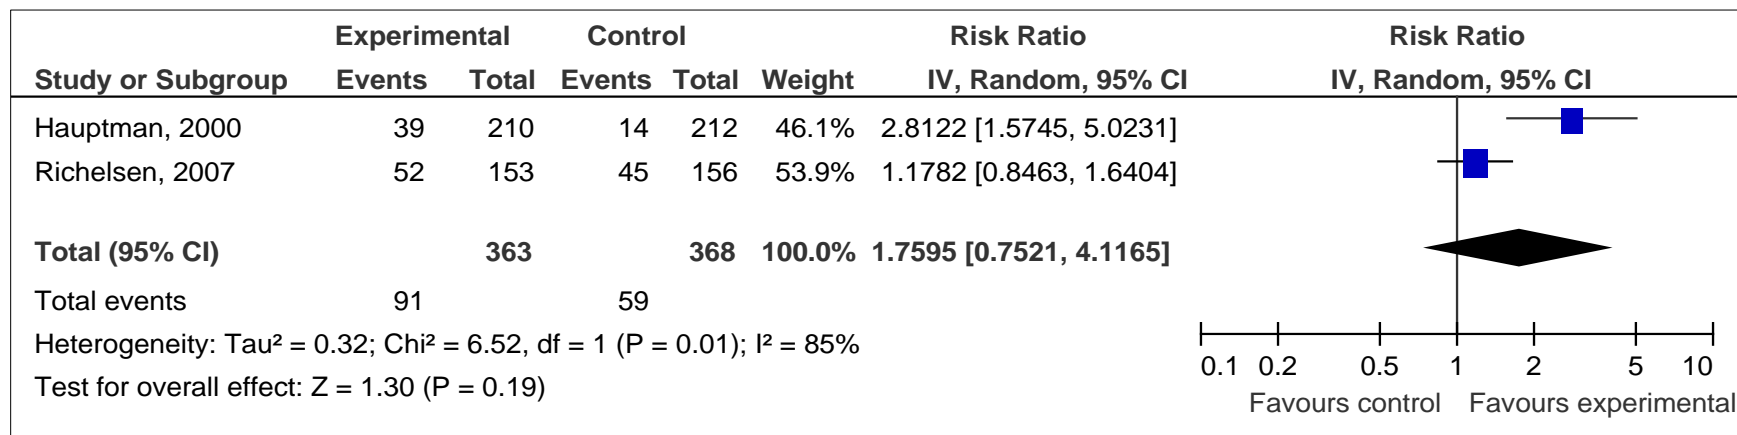 Experimental Control Risk Ratio Risk Ratio
Study or Subgroup Events Total Events Total Weight IV, Random, 95% CI IV, Random, 95% CI
Hauptman, 2000 39 210 14 212 46.1% 2.8122 [1.5745, 5.0231]
Richelsen, 2007 52 153 45 156 53.9% 1.1782 [0.8463, 1.6404]
Total (95% CI) 363 368 100.0% 1.7595 [0.7521, 4.1165]
Total events 91 59
Heterogeneity: Tau² = 0.32; Chi² = 6.52, df = 1 (P = 0.01); I² = 85%
Test for overall effect: Z = 1.30 (P = 0.19)
0.1 0.2 0.5 1 2 5 10
Favours control Favours experimental